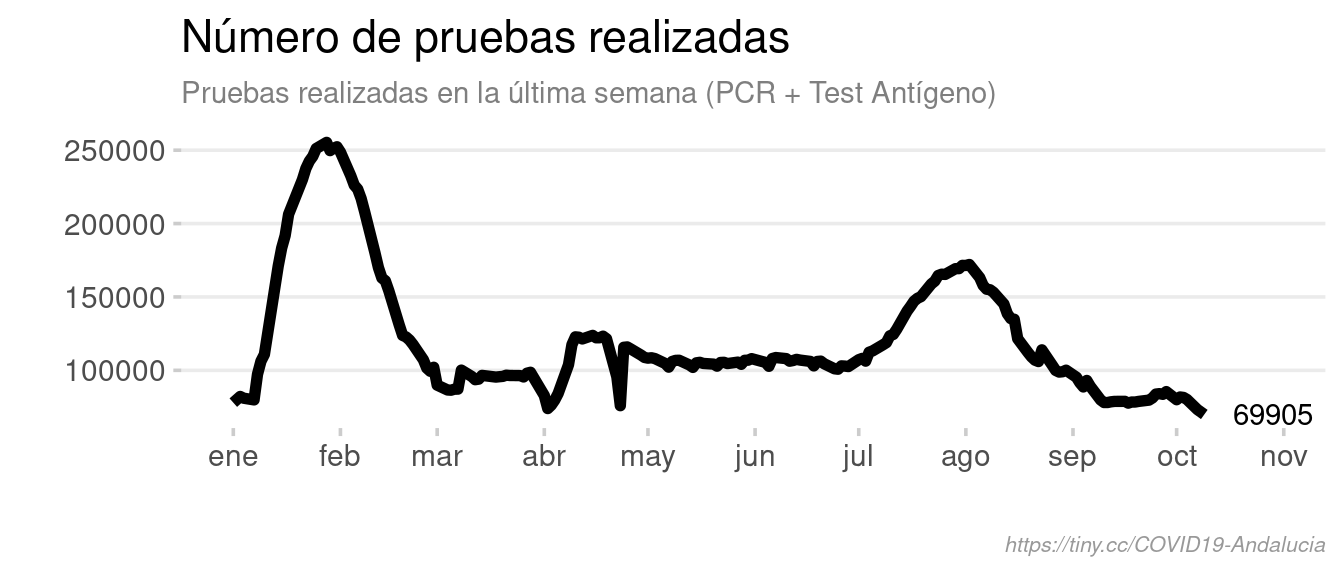 Número de pruebas realizadas
Pruebas realizadas en la última semana (PCR + Test Antígeno)
250000
200000
150000
100000
69905
ene feb mar abr may jun jul ago sep oct nov
https://tiny.cc/COVID19-Andalucia